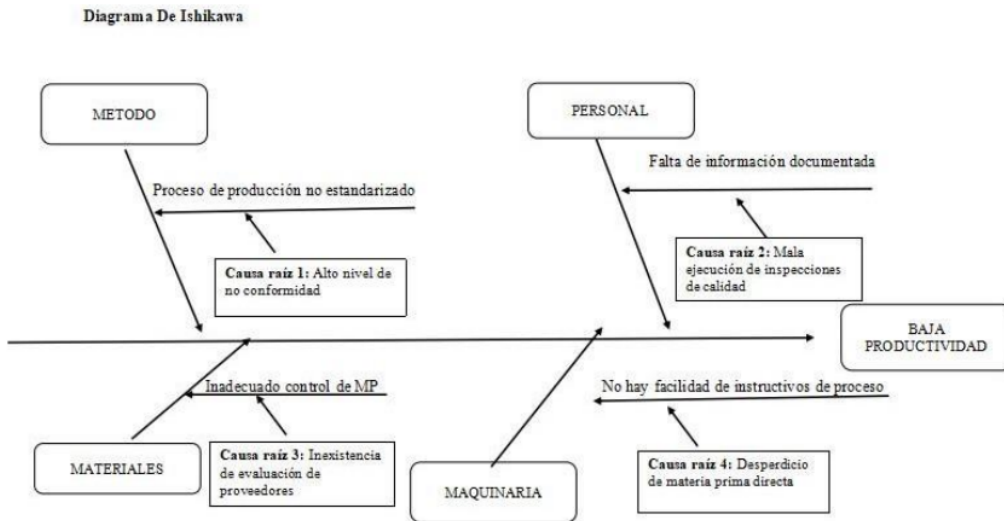 Diagrama De Ishikawa
METODO
PERSONAL
Falta de información documentada
Proceso de producción no estandarizado
Causa raíz 1: Alto nivel de
no conformidad
Causa raíz 2: Mala
ejecución de inspecciones
de calidad
BAJA
PRODUCTIVIDAD
Inadecuado control de MP
No hay facilidad de instructivos de proceso
MATERIALES
Causa raíz 3: Inexistencia
de evaluación de
proveedores
MAQUINARIA
Causa raíz 4: Desperdicio
de materia prima directa